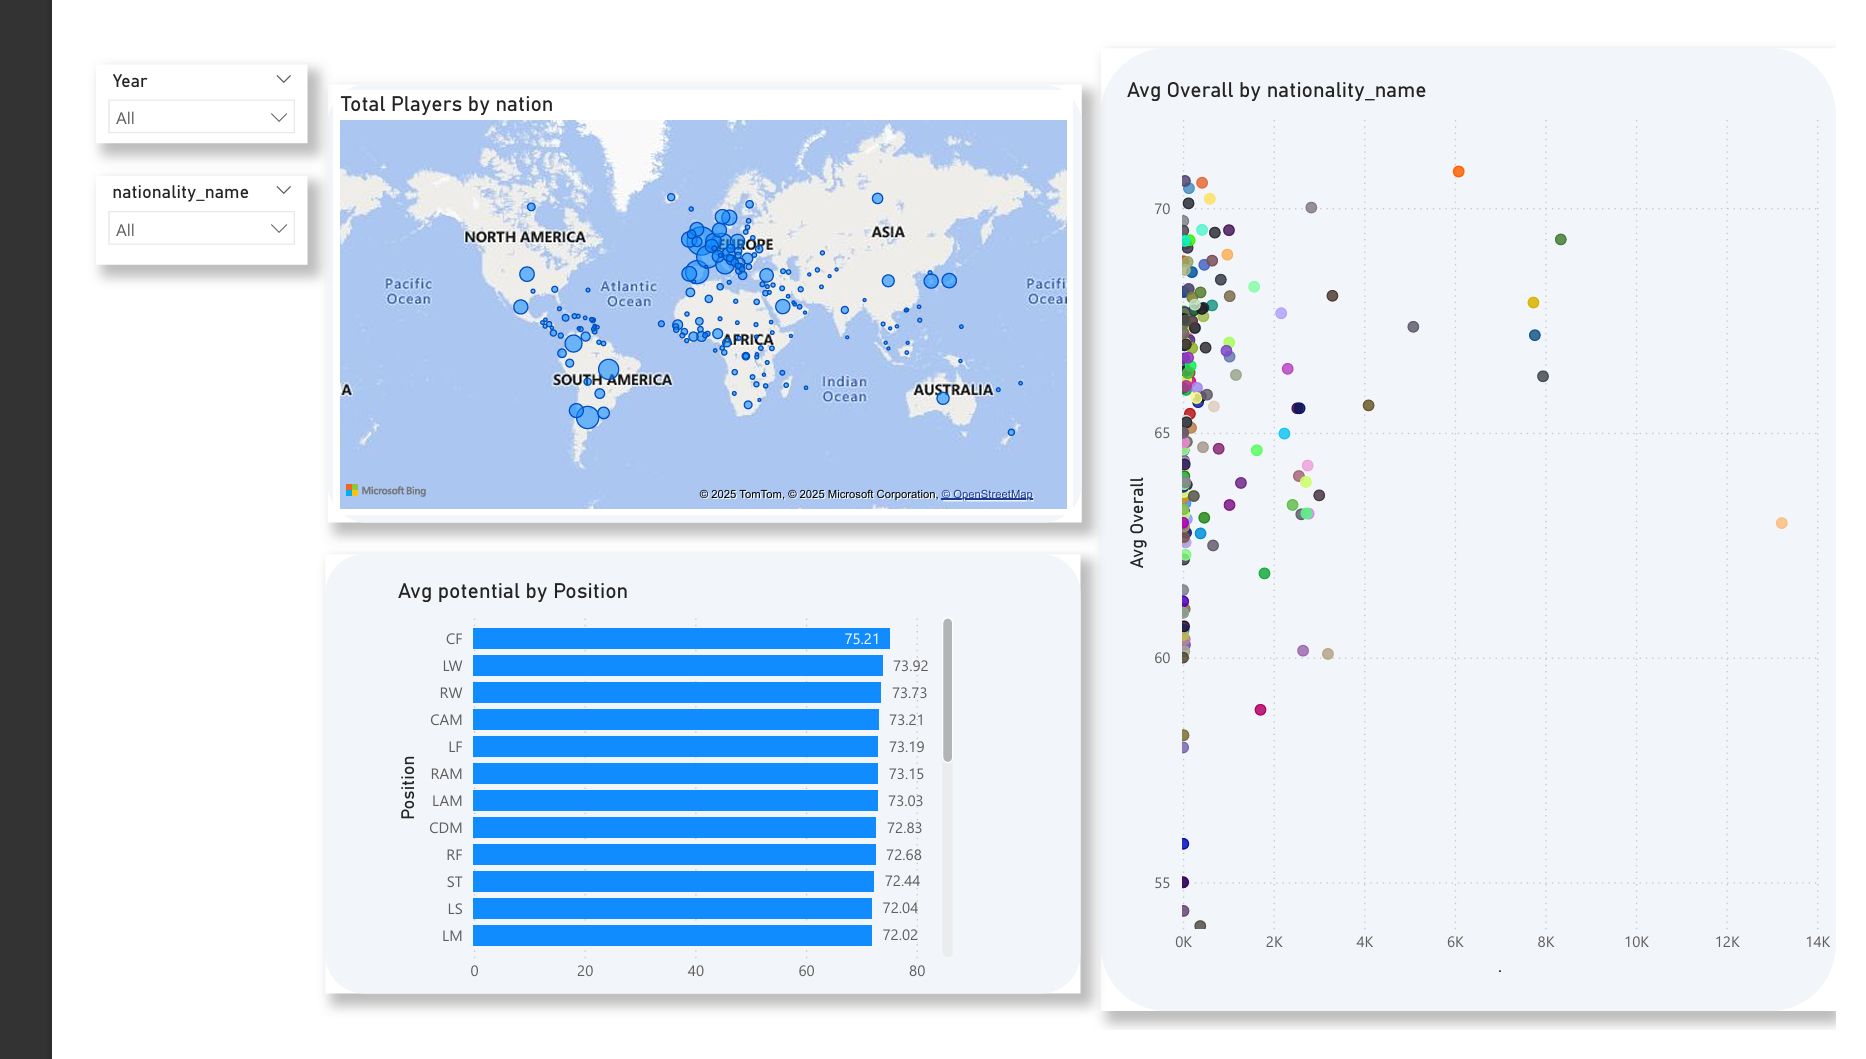 Year
All
nationality_name
All
Total Players by nation
NORTH AMERICA
EUROPE
ASIA
Pacific
Ocean
Atlantic
Ocean
Pacifi
Ocea
AFRICA
SOUTH AMERICA
Indian
Ocean
AUSTRALIA
A
Microsoft Bing
© 2025 TomTom, © 2025 Microsoft Corporation, © OpenStreetMap
Avg potential by Position
Position
CF 75.21
LW 73.92
RW 73.73
CAM 73.21
LF 73.19
RAM 73.15
LAM 73.03
CDM 72.83
RF 72.68
ST 72.44
LS 72.04
LM 72.02
0 20 40 60 80
Avg Overall by nationality_name
Avg Overall
70
65
60
55
0K 2K 4K 6K 8K 10K 12K 14K
.